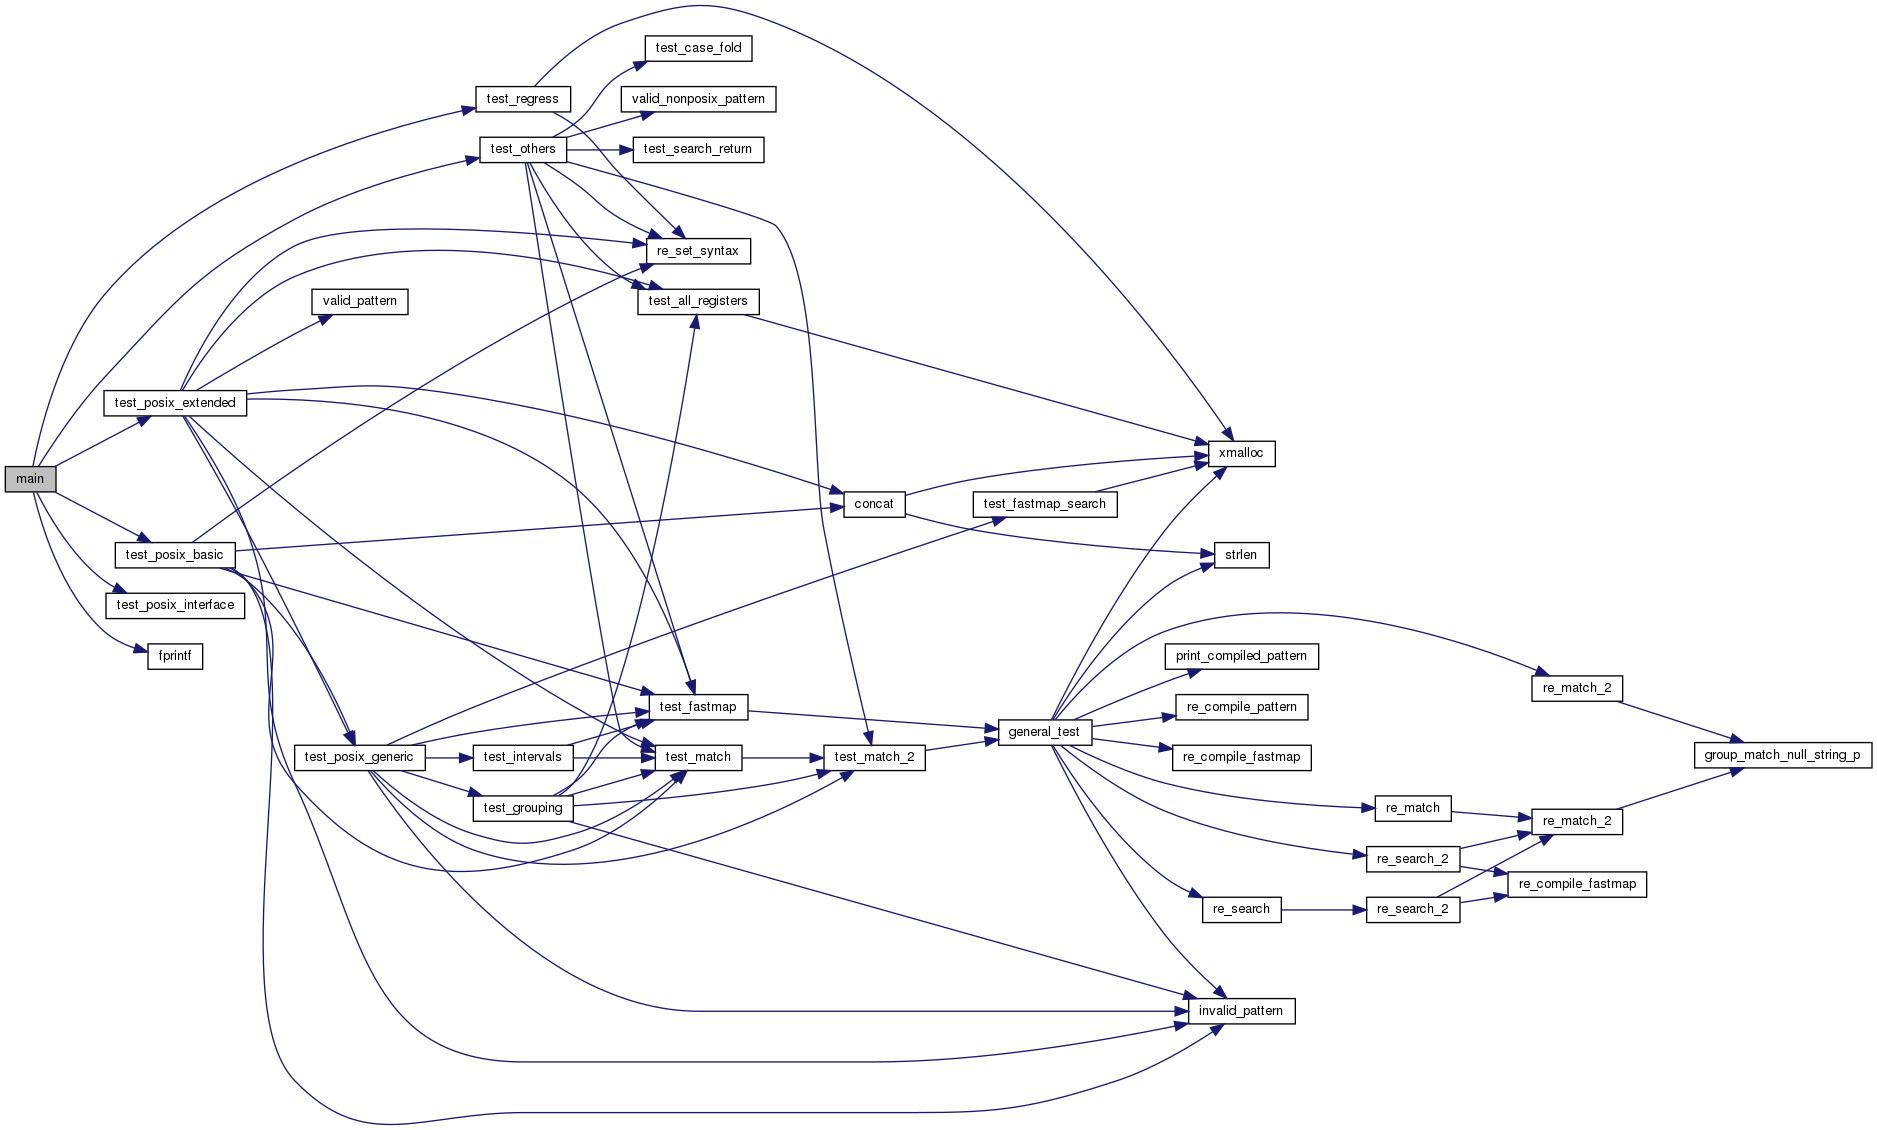 main
test_regress
test_others
test_posix_extended
test_posix_basic
test_posix_interface
fprintf
valid_pattern
test_posix_generic
test_intervals
test_grouping
test_case_fold
valid_nonposix_pattern
test_search_return
re_set_syntax
test_all_registers
test_fastmap
test_match
test_match_2
concat
test_fastmap_search
general_test
xmalloc
strlen
print_compiled_pattern
re_compile_pattern
re_compile_fastmap
re_search
invalid_pattern
re_match
re_search_2
re_search_2
re_match_2
re_match_2
re_compile_fastmap
group_match_null_string_p